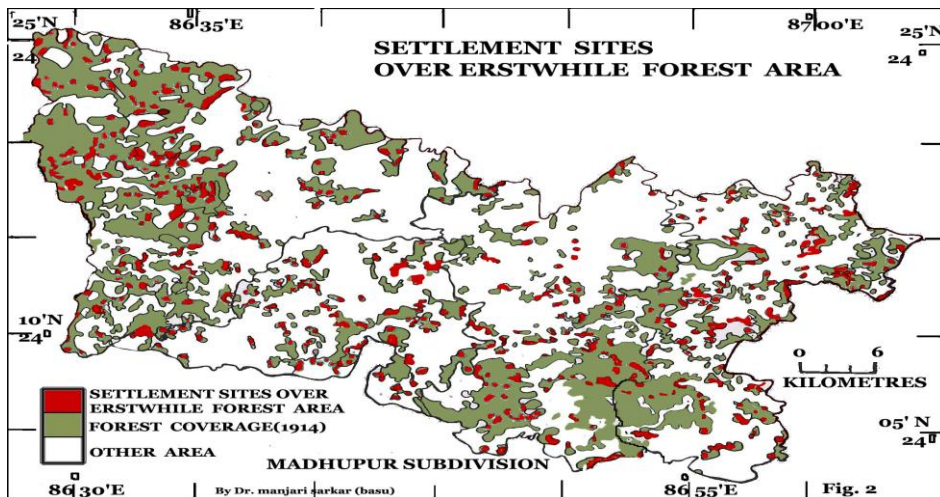 25'N
24°
86°35'E
87°00'E
25'N
24°
SETTLEMENT SITES
OVER ERSTWHILE FOREST AREA
10'N
24°
0 6
KILOMETRES
SETTLEMENT SITES OVER
ERSTWHILE FOREST AREA
FOREST COVERAGE(1914)
OTHER AREA
05' N
24°
MADHUPUR SUBDIVISION
86°30'E
By Dr. manjari sarkar (basu)
86°55'E
Fig. 2